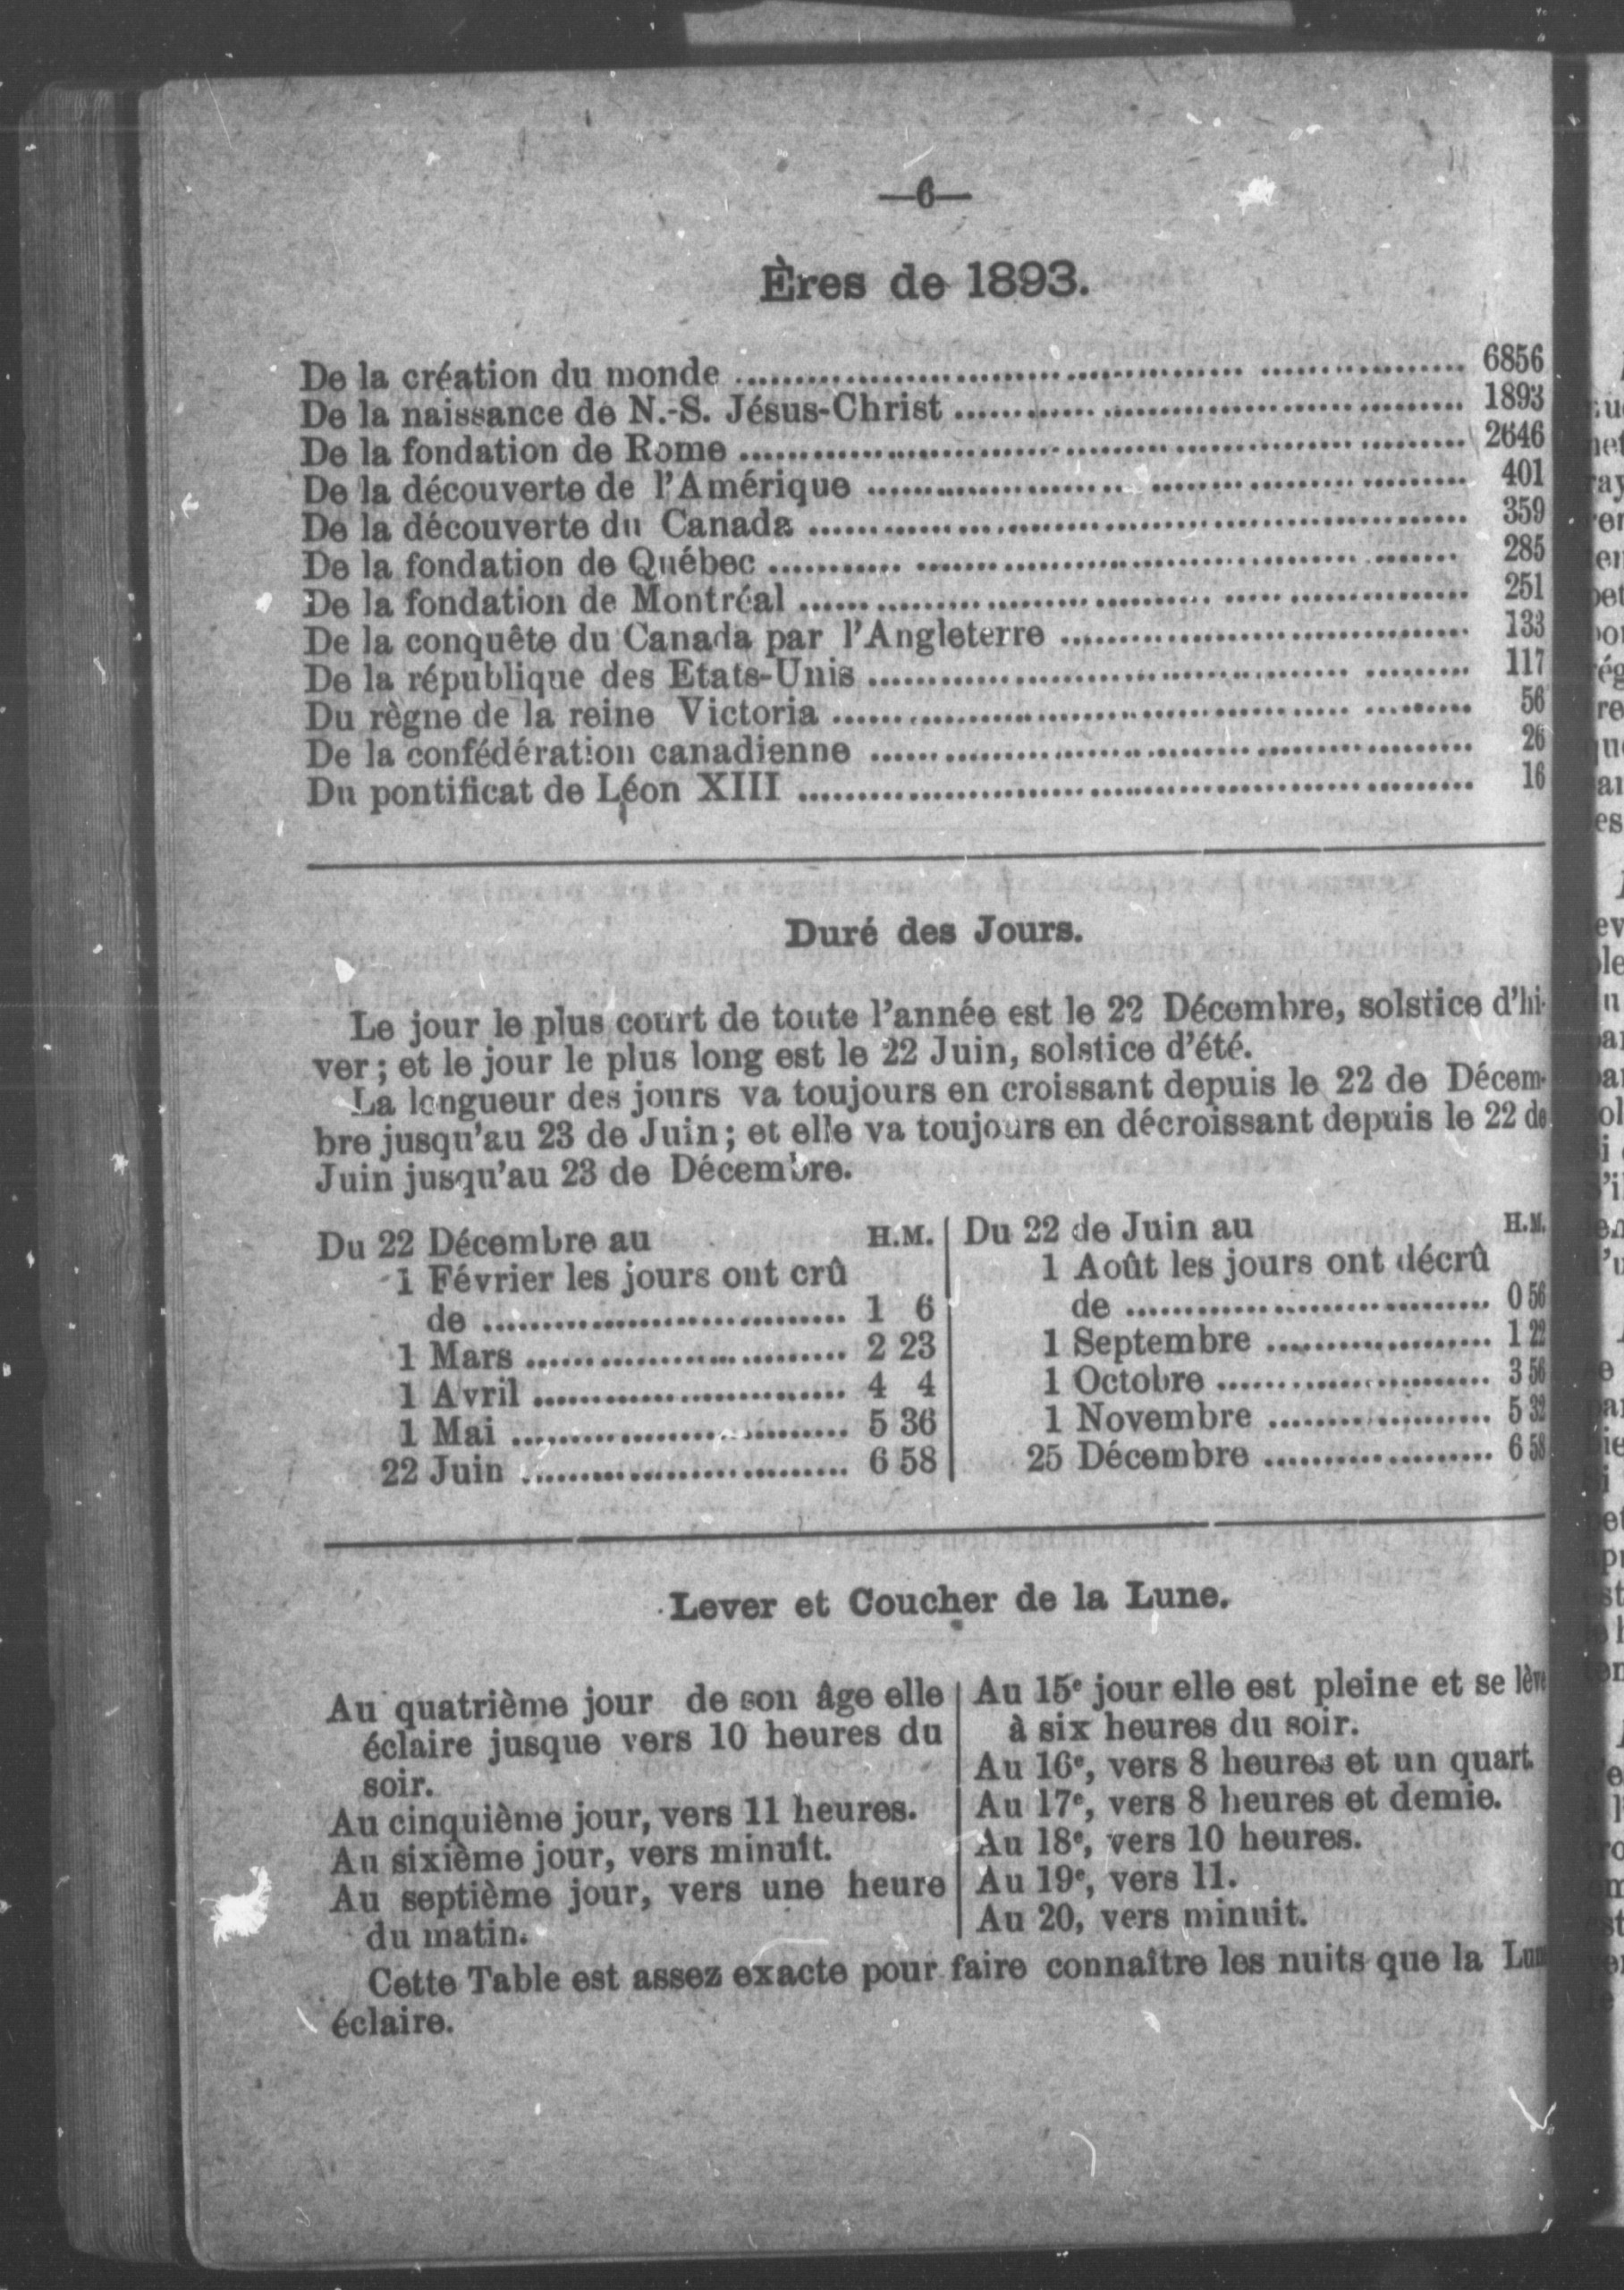 —6—
Ères de 1893.
De la création du monde ........ 6856
De la naissance de N.-S. Jésus-Christ ........ 1893
De la fondation de Rome ........ 2646
De la découverte de l'Amérique ........ 401
De la découverte du Canada ........ 359
De la fondation de Québec ........ 285
De la fondation de Montréal ........ 251
De la conquête du Canada par l'Angleterre ........ 133
De la république des Etats-Unis ........ 117
Du règne de la reine Victoria ........ 56
De la confédération canadienne ........ 26
Du pontificat de Léon XIII ........ 16
Duré des Jours.
Le jour le plus court de toute l'année est le 22 Décembre, solstice d'hi-
ver ; et le jour le plus long est le 22 Juin, solstice d'été.
La longueur des jours va toujours en croissant depuis le 22 de Décem-
bre jusqu'au 23 de Juin ; et elle va toujours en décroissant depuis le 22 de
Juin jusqu'au 23 de Décembre.
Du 22 Décembre au H.M.
1 Février les jours ont crû
de ........ 1 6
1 Mars ........ 2 23
1 Avril ........ 4 4
1 Mai ........ 5 36
22 Juin ........ 6 58
Du 22 de Juin au H.M.
1 Août les jours ont décrû
de ........ 0 56
1 Septembre ........ 1 22
1 Octobre ........ 3 56
1 Novembre ........ 5 32
25 Décembre ........ 6 58
Lever et Coucher de la Lune.
Au quatrième jour de son âge elle
éclaire jusque vers 10 heures du
soir.
Au cinquième jour, vers 11 heures.
Au sixième jour, vers minuit.
Au septième jour, vers une heure
du matin.
Au 15e jour elle est pleine et se lève
à six heures du soir.
Au 16e, vers 8 heures et un quart.
Au 17e, vers 8 heures et demie.
Au 18e, vers 10 heures.
Au 19e, vers 11.
Au 20, vers minuit.
Cette Table est assez exacte pour faire connaître les nuits que la Lune
éclaire.